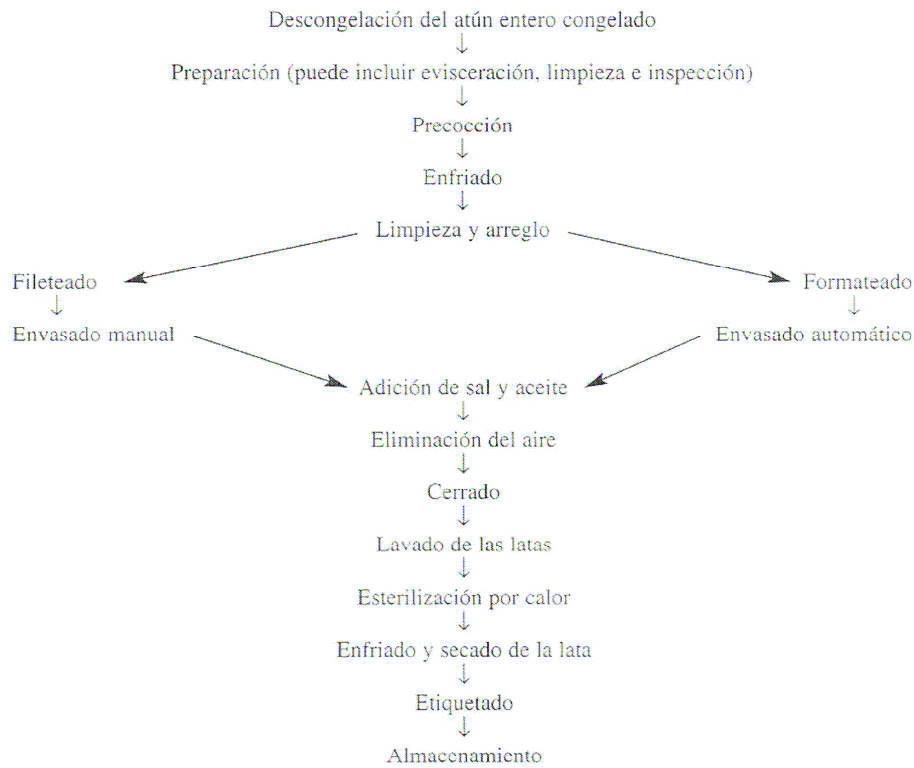 Descongelación del atún entero congelado
Preparación (puede incluir evisceración, limpieza e inspección)
Precocción
Enfriado
Limpieza y arreglo
Fileteado
Formateado
Envasado manual
Envasado automático
Adición de sal y aceite
Eliminación del aire
Cerrado
Lavado de las latas
Esterilización por calor
Enfriado y secado de la lata
Etiquetado
Almacenamiento